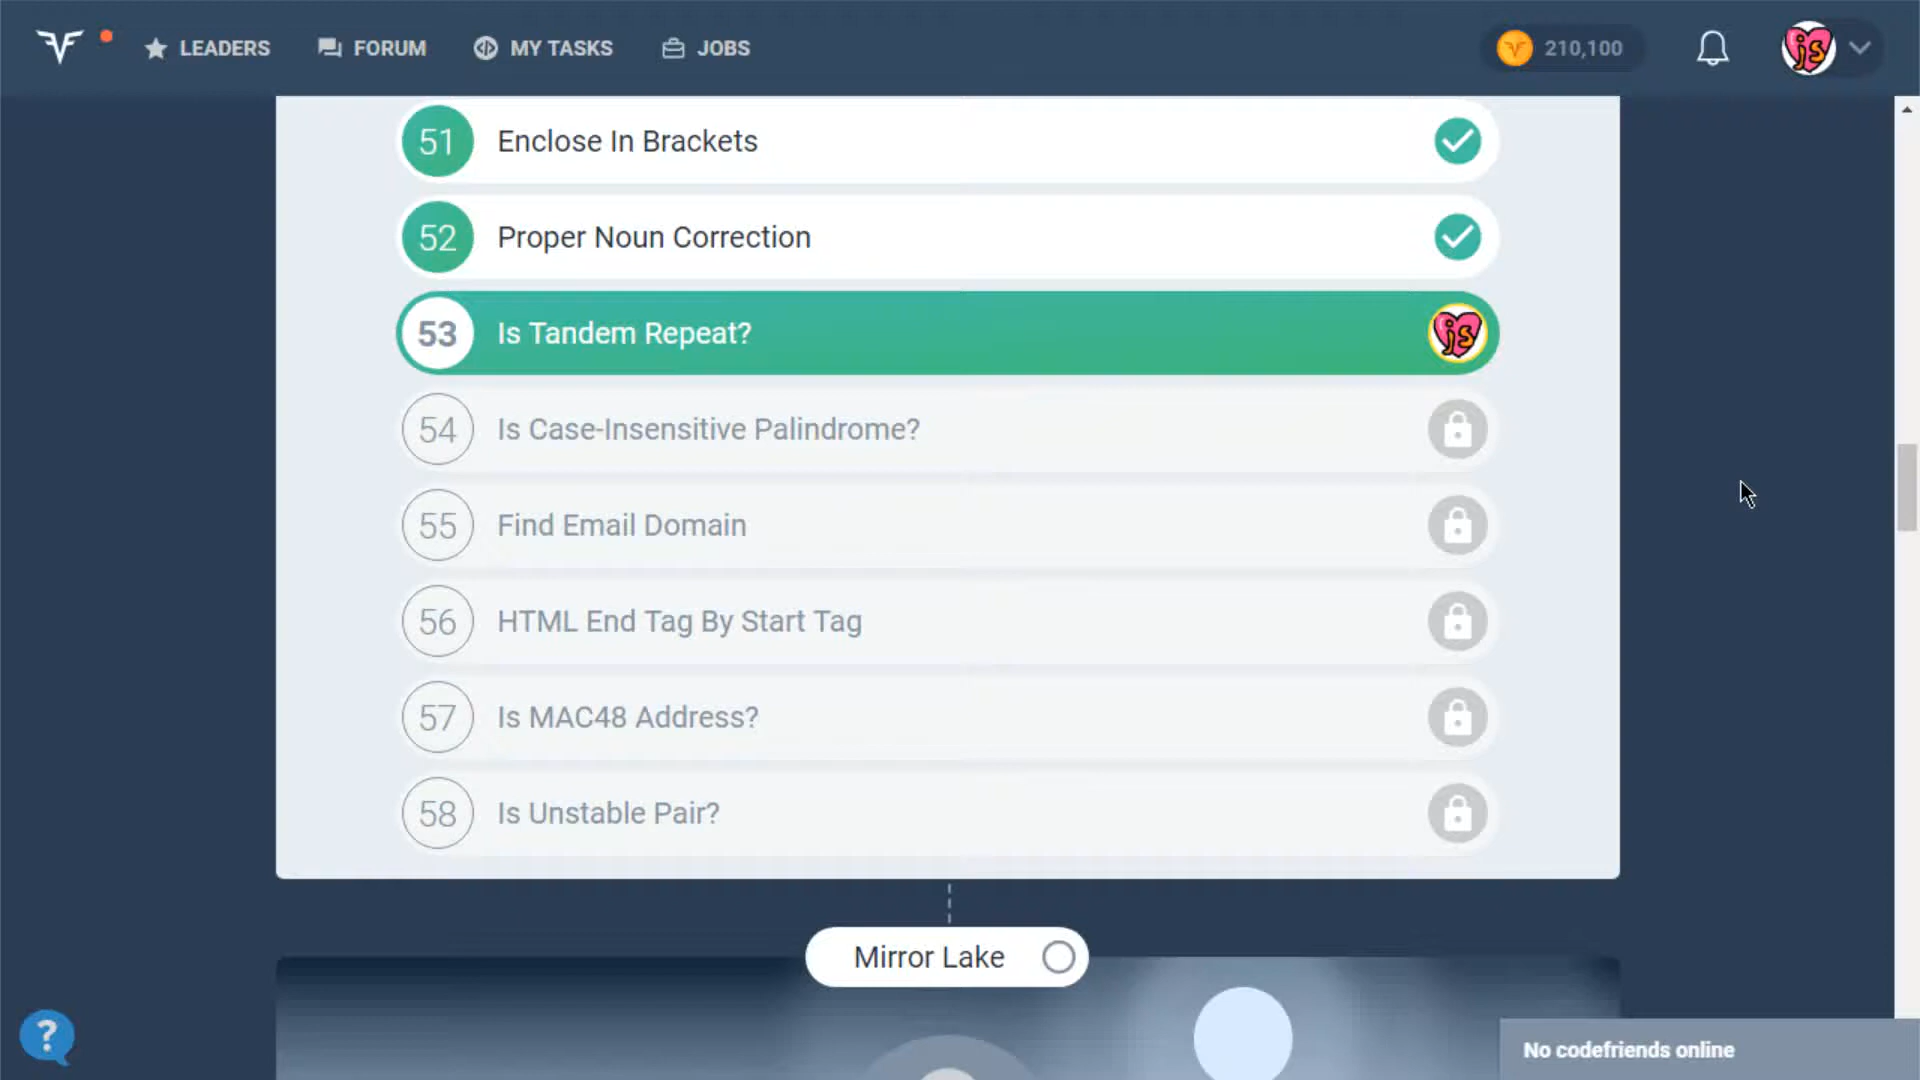 LEADERS
FORUM
MY TASKS
JOBS
210,100
js
51 Enclose In Brackets
52 Proper Noun Correction
53 Is Tandem Repeat?
js
54 Is Case-Insensitive Palindrome?
55 Find Email Domain
56 HTML End Tag By Start Tag
57 Is MAC48 Address?
58 Is Unstable Pair?
Mirror Lake
?
No codefriends online